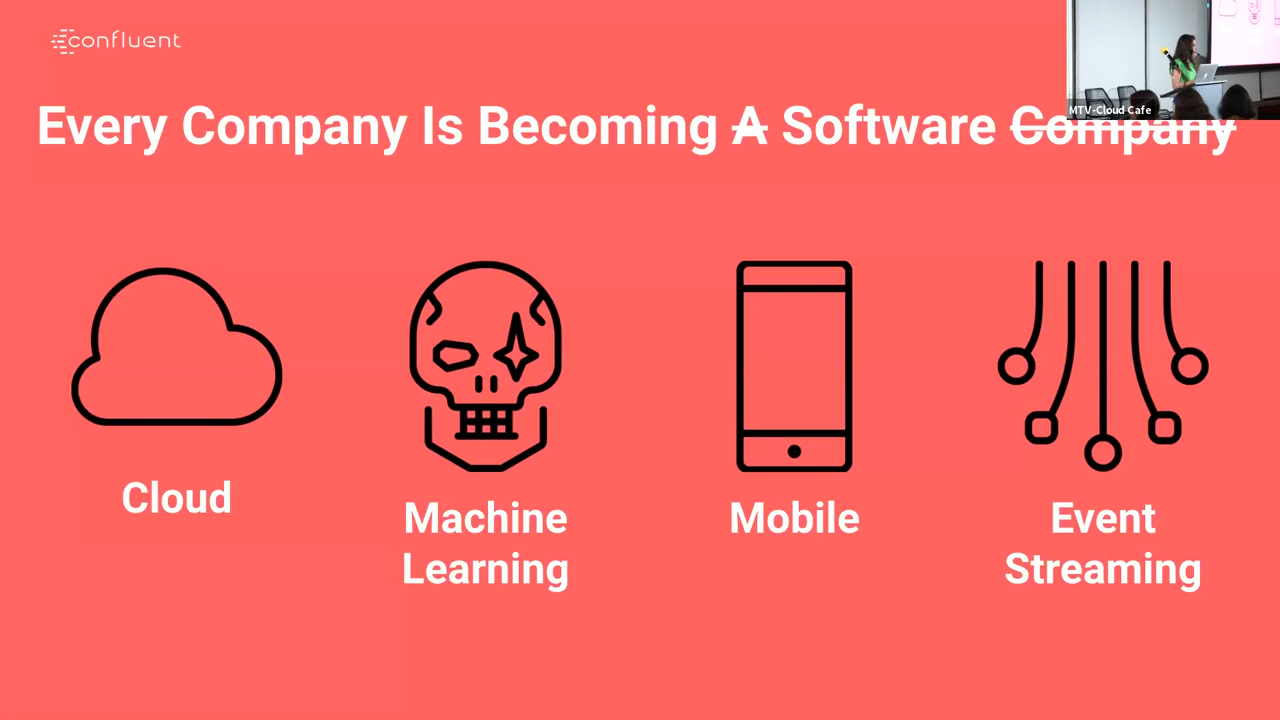 confluent
MTV-Cloud Cafe
Every Company Is Becoming A Software Company
Cloud
Machine
Learning
Mobile
Event
Streaming